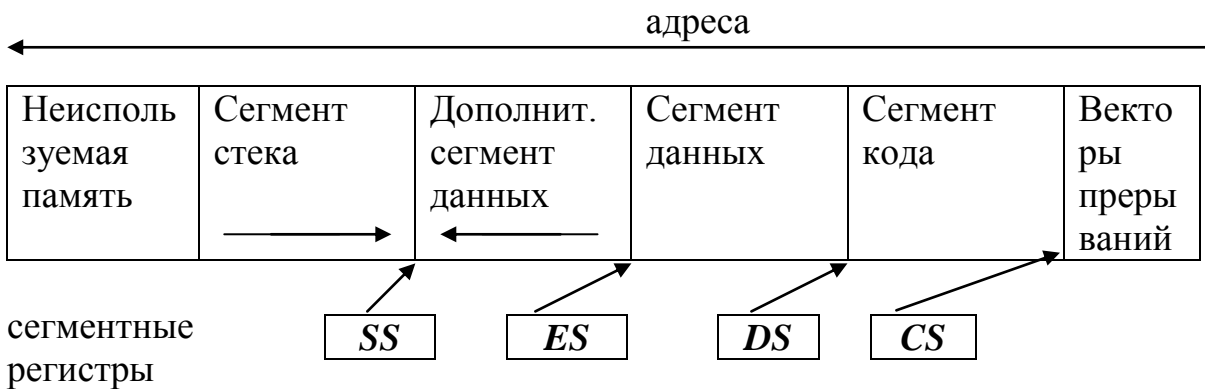 адреса
Неисполь
зуемая
память
Сегмент
стека
Дополнит.
сегмент
данных
Сегмент
данных
Сегмент
кода
Векто
ры
преры
ваний
сегментные
регистры
SS
ES
DS
CS